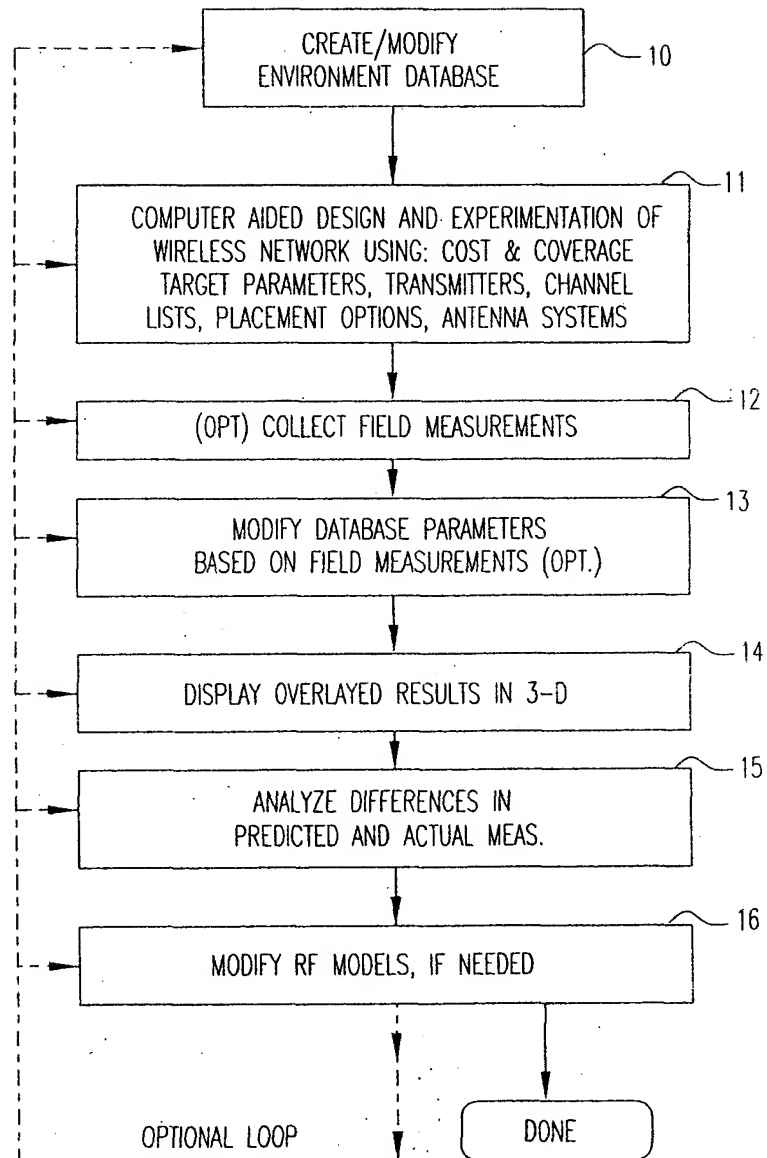 CREATE/MODIFY
ENVIRONMENT DATABASE
10
11
COMPUTER AIDED DESIGN AND EXPERIMENTATION OF
WIRELESS NETWORK USING: COST & COVERAGE
TARGET PARAMETERS, TRANSMITTERS, CHANNEL
LISTS, PLACEMENT OPTIONS, ANTENNA SYSTEMS
12
(OPT) COLLECT FIELD MEASUREMENTS
13
MODIFY DATABASE PARAMETERS
BASED ON FIELD MEASUREMENTS (OPT.)
14
DISPLAY OVERLAYED RESULTS IN 3-D
15
ANALYZE DIFFERENCES IN
PREDICTED AND ACTUAL MEAS.
16
MODIFY RF MODELS, IF NEEDED
OPTIONAL LOOP
DONE